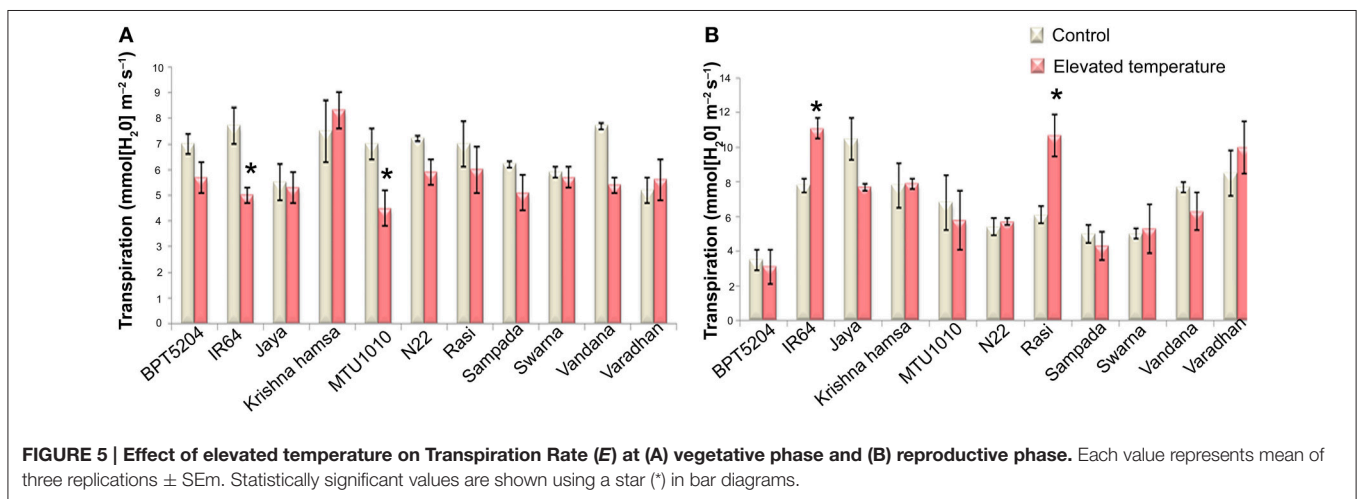 A
Transpiration (mmol[H₂0] m⁻² s⁻¹)
10
9
8
7
6
5
4
3
2
1
0
*
*
BPT5204
IR64
Jaya
Krishna hamsa
MTU1010
N22
Rasi
Sampada
Swarna
Vandana
Varadhan
B
Control
Elevated temperature
Transpiration (mmol[H₂0] m⁻² s⁻¹)
14
12
10
8
6
4
2
0
*
*
BPT5204
IR64
Jaya
Krishna hamsa
MTU1010
N22
Rasi
Sampada
Swarna
Vandana
Varadhan
FIGURE 5 | Effect of elevated temperature on Transpiration Rate (E) at (A) vegetative phase and (B) reproductive phase. Each value represents mean of
three replications ± SEm. Statistically significant values are shown using a star (*) in bar diagrams.